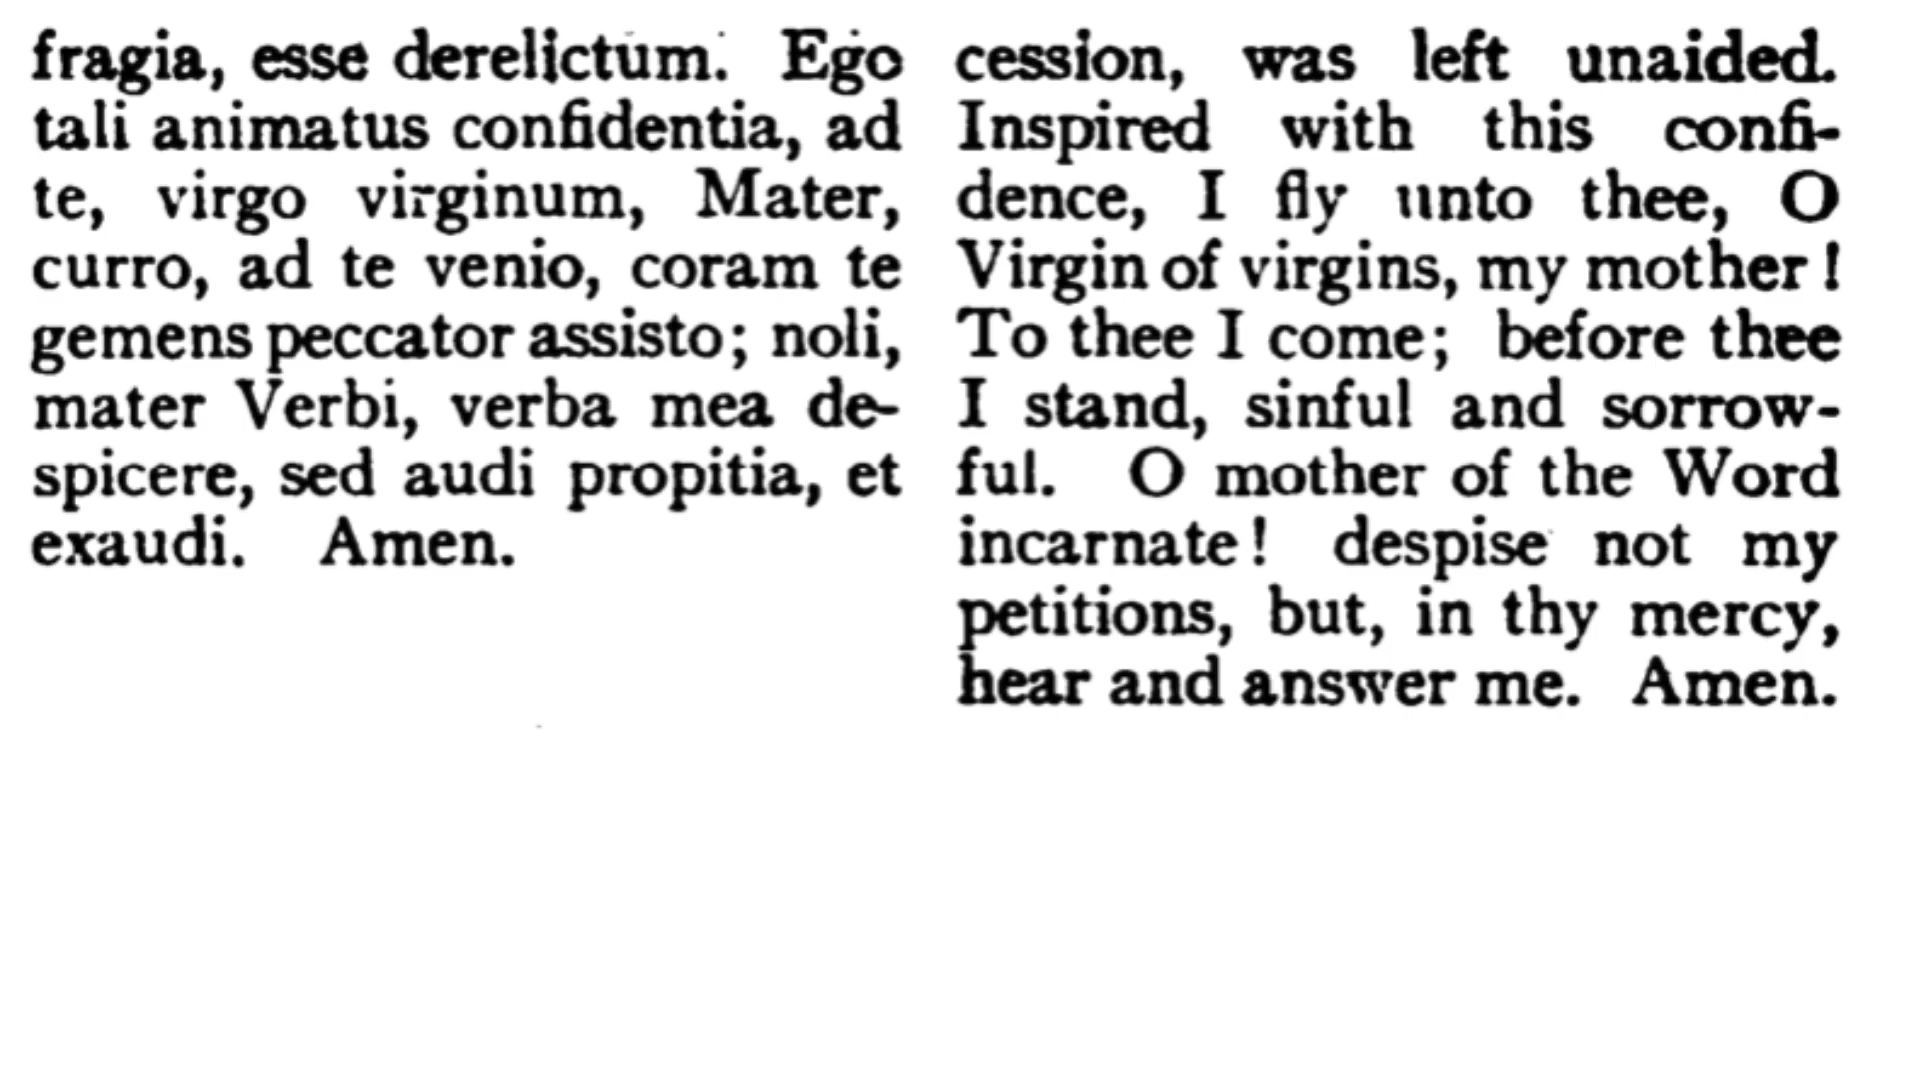 fragia, esse derelictum. Ego
tali animatus confidentia, ad
te, virgo virginum, Mater,
curro, ad te venio, coram te
gemens peccator assisto; noli,
mater Verbi, verba mea de-
spicere, sed audi propitia, et
exaudi. Amen.
cession, was left unaided.
Inspired with this confi-
dence, I fly unto thee, O
Virgin of virgins, my mother!
To thee I come; before thee
I stand, sinful and sorrow-
ful. O mother of the Word
incarnate! despise not my
petitions, but, in thy mercy,
hear and answer me. Amen.